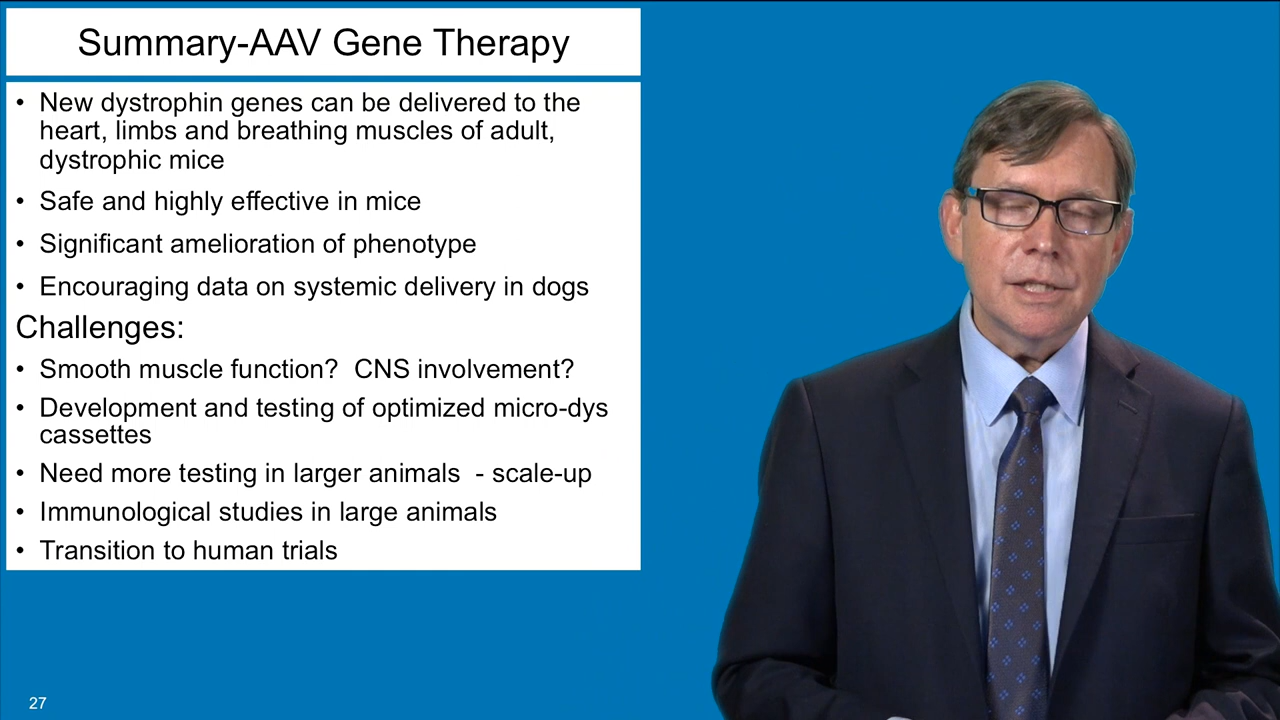 Summary-AAV Gene Therapy
• New dystrophin genes can be delivered to the
heart, limbs and breathing muscles of adult,
dystrophic mice
• Safe and highly effective in mice
• Significant amelioration of phenotype
• Encouraging data on systemic delivery in dogs
Challenges:
• Smooth muscle function?  CNS involvement?
• Development and testing of optimized micro-dys
cassettes
• Need more testing in larger animals  - scale-up
• Immunological studies in large animals
• Transition to human trials
27